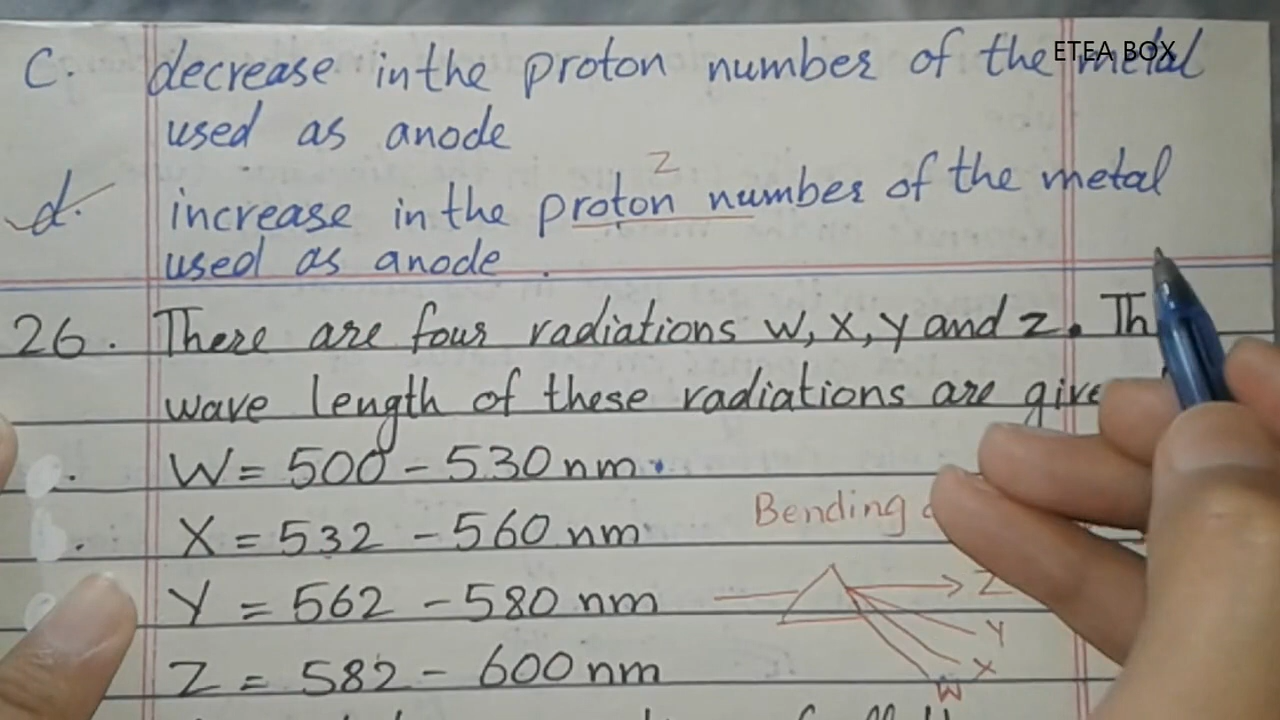 ETEA BOX
C. decrease in the proton number of the metal
used as anode
Z
d. increase in the proton number of the metal
used as anode.
26. There are four radiations W, X, Y and Z. Th
wave length of these radiations are give
W = 500 - 530 nm.
X = 532 - 560 nm
Bending
Y = 562 - 580 nm
Z
Y
Z = 582 - 600 nm
X
W